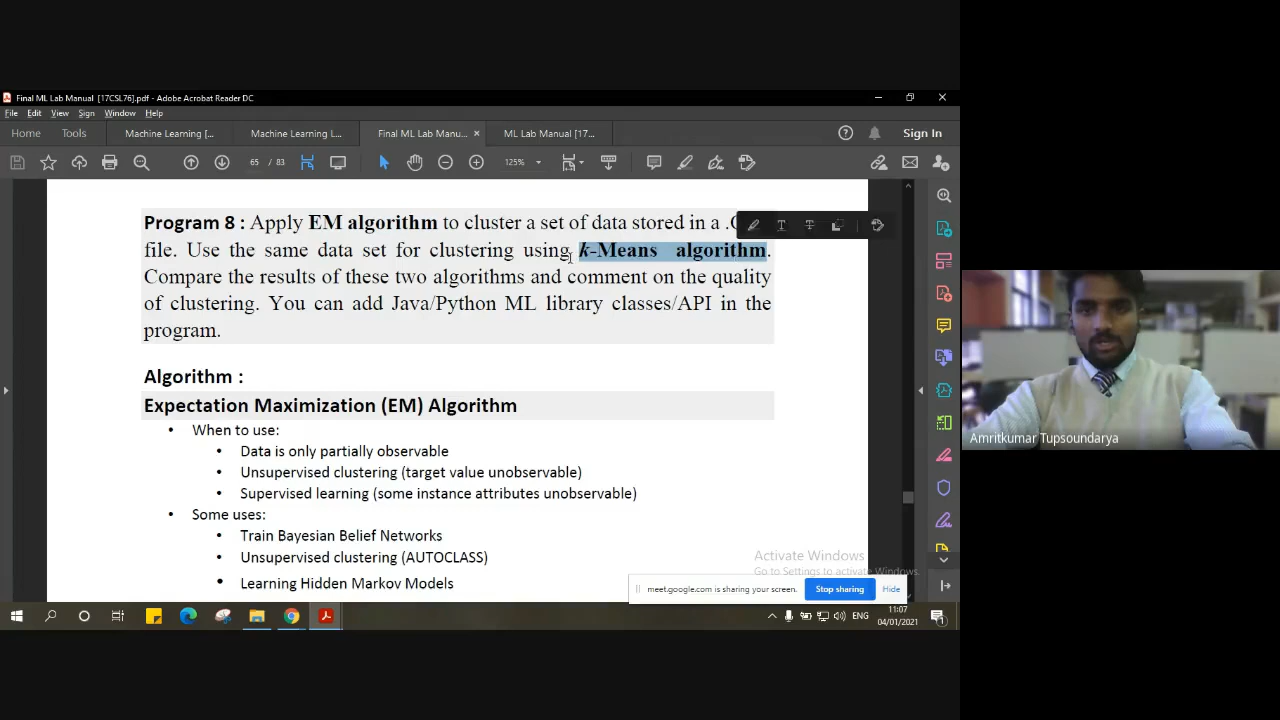 Final ML Lab Manual [17CSL76].pdf - Adobe Acrobat Reader DC
File Edit View Sign Window Help
Home Tools Machine Learning [... Machine Learning L... Final ML Lab Manu... × ML Lab Manual [17... Sign In
65 / 83 125%
Program 8 : Apply EM algorithm to cluster a set of data stored in a .C
file. Use the same data set for clustering using k-Means algorithm.
Compare the results of these two algorithms and comment on the quality
of clustering. You can add Java/Python ML library classes/API in the
program.
Algorithm :
Expectation Maximization (EM) Algorithm
• When to use:
• Data is only partially observable
• Unsupervised clustering (target value unobservable)
• Supervised learning (some instance attributes unobservable)
• Some uses:
• Train Bayesian Belief Networks
• Unsupervised clustering (AUTOCLASS)
• Learning Hidden Markov Models
Activate Windows
Go to Settings to activate Windows.
meet.google.com is sharing your screen. Stop sharing Hide
ENG 11:07
04/01/2021
Amritkumar Tupsoundarya